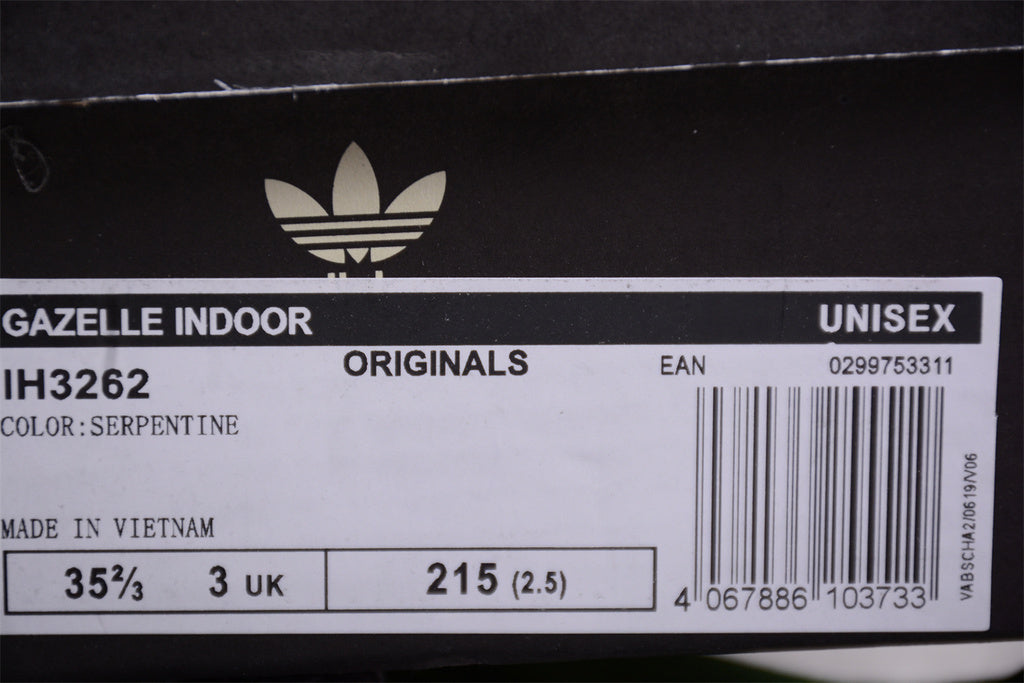 GAZELLE INDOOR UNISEX
ORIGINALS EAN 0299753311
IH3262
COLOR:SERPENTINE
MADE IN VIETNAM
35⅔ 3 UK 215 (2.5)
4 067886 103733
VABSCHA2/0619/V06